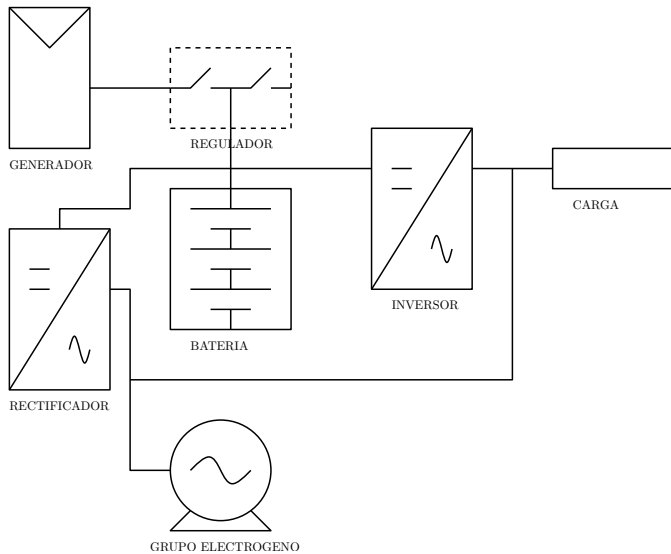 REGULADOR
GENERADOR
CARGA
INVERSOR
BATERIA
RECTIFICADOR
GRUPO ELECTROGENO